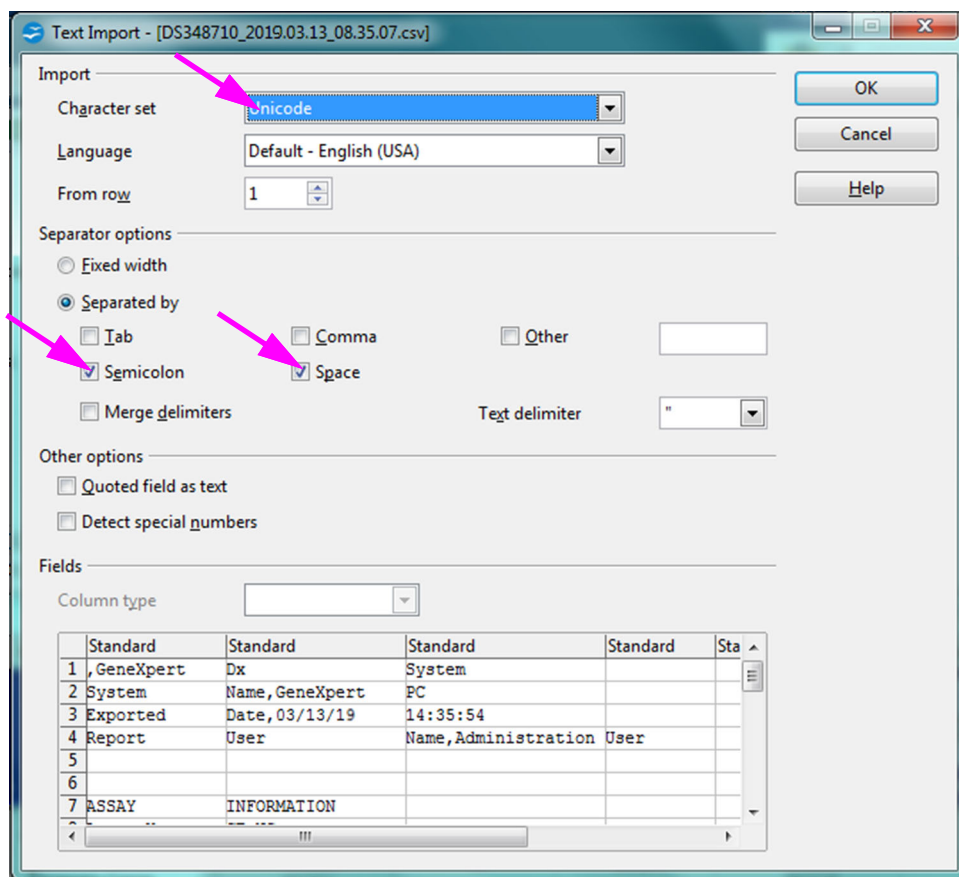 Text Import - [DS348710_2019.03.13_08.35.07.csv]
Import
OK
Character set Unicode
Cancel
Language Default - English (USA)
Help
From row 1
Separator options
Fixed width
Separated by
Tab Comma Other
Semicolon Space
Merge delimiters Text delimiter "
Other options
Quoted field as text
Detect special numbers
Fields
Column type
Standard Standard Standard Standard Sta
1 ,GeneXpert Dx System
2 System Name,GeneXpert PC
3 Exported Date,03/13/19 14:35:54
4 Report User Name,Administration User
5
6
7 ASSAY INFORMATION